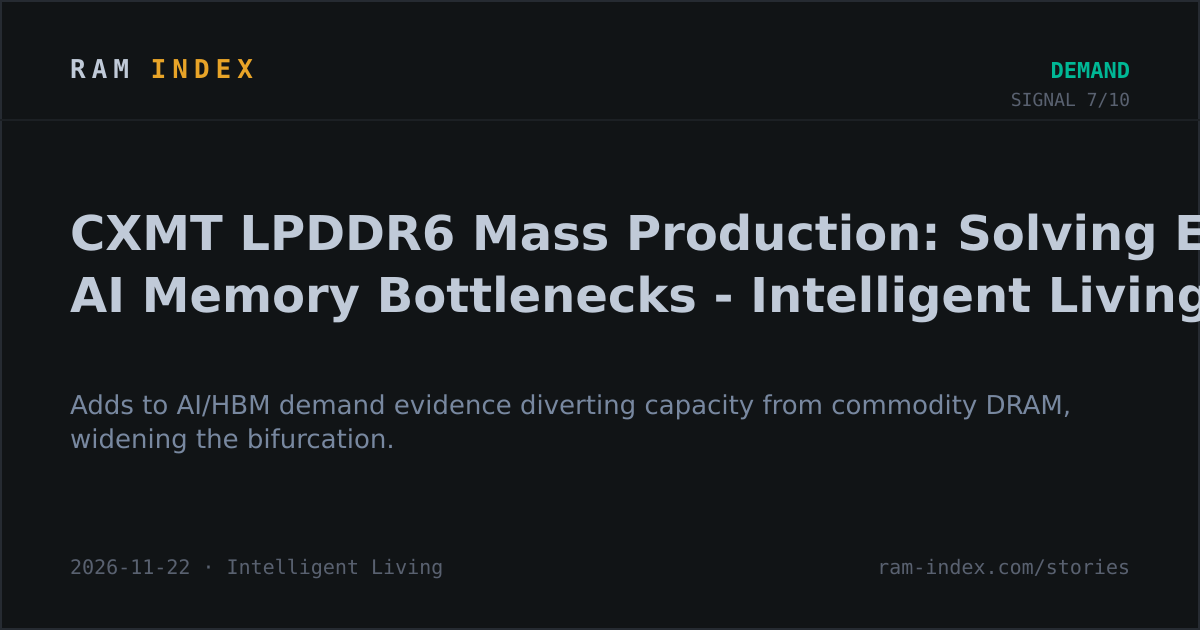 RAM INDEX
DEMAND
SIGNAL 7/10
CXMT LPDDR6 Mass Production: Solving
AI Memory Bottlenecks - Intelligent Living
Adds to AI/HBM demand evidence diverting capacity from commodity DRAM,
widening the bifurcation.
2026-11-22 · Intelligent Living
ram-index.com/stories